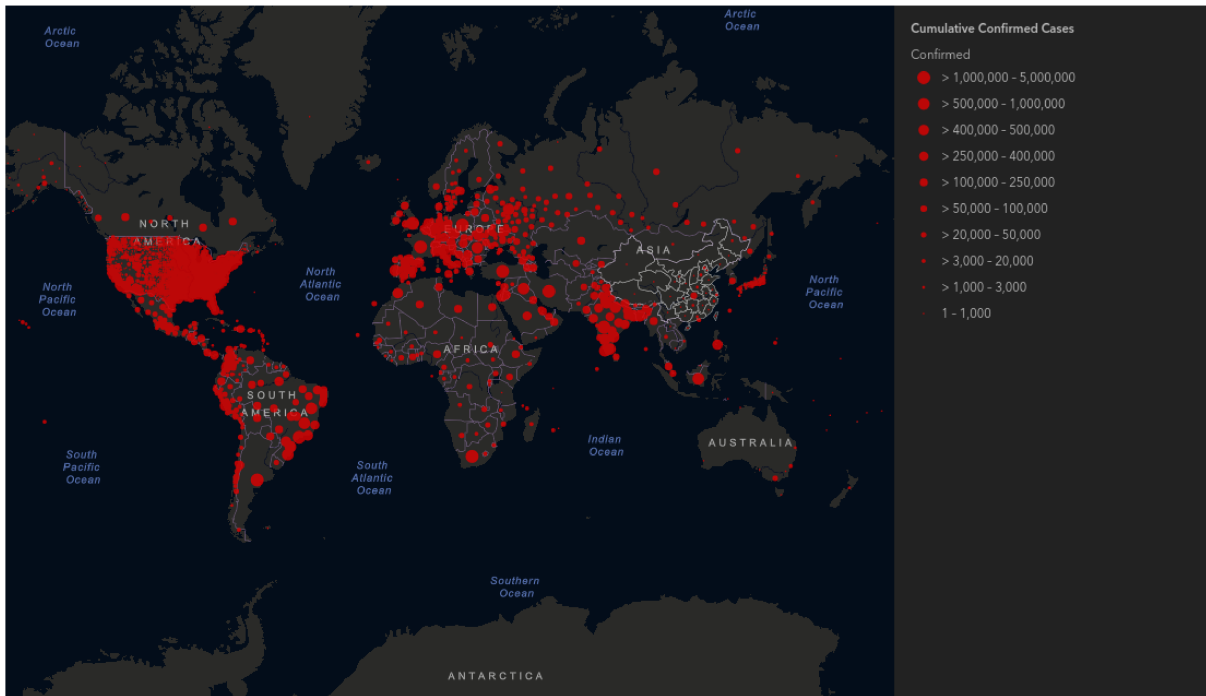 Arctic
Ocean
Arctic
Ocean
NORTH
AMERICA
EUROPE
ASIA
North
Pacific
Ocean
North
Atlantic
Ocean
North
Pacific
Ocean
AFRICA
SOUTH
AMERICA
Indian
Ocean
AUSTRALIA
South
Pacific
Ocean
South
Atlantic
Ocean
Southern
Ocean
ANTARCTICA
Cumulative Confirmed Cases
Confirmed
> 1,000,000 - 5,000,000
> 500,000 - 1,000,000
> 400,000 - 500,000
> 250,000 - 400,000
> 100,000 - 250,000
> 50,000 - 100,000
> 20,000 - 50,000
> 3,000 - 20,000
> 1,000 - 3,000
1 - 1,000